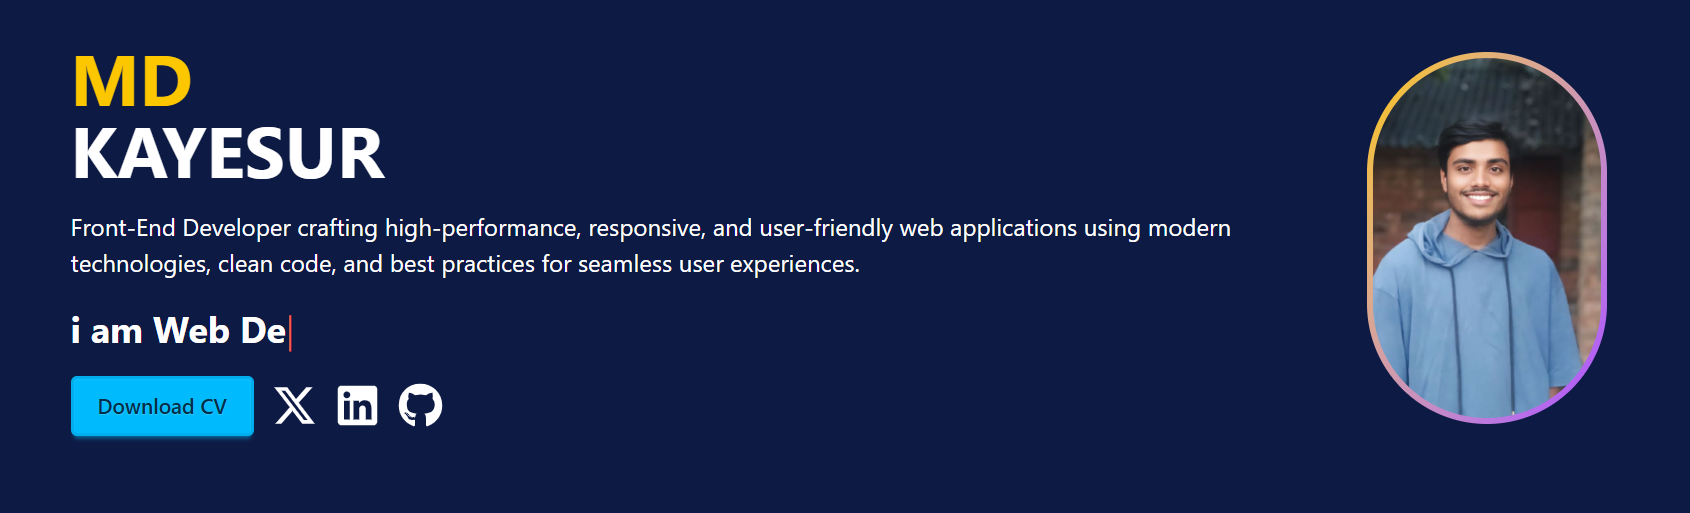 MD
KAYESUR
Front-End Developer crafting high-performance, responsive, and user-friendly web applications using modern
technologies, clean code, and best practices for seamless user experiences.
i am Web De
Download CV